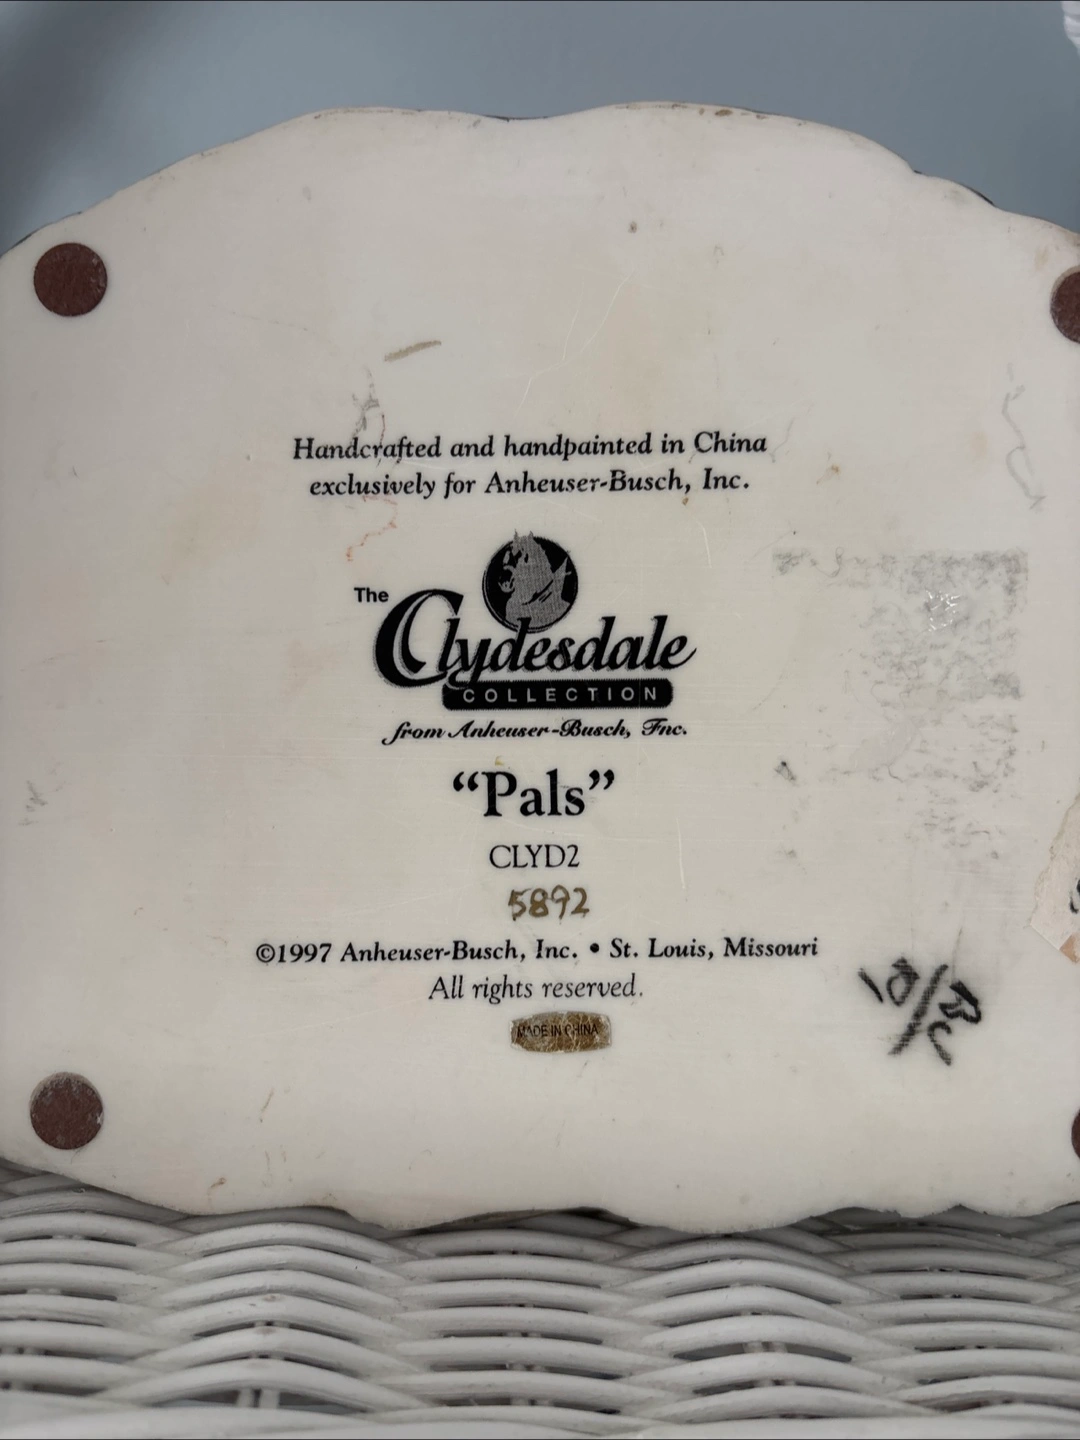 Handcrafted and handpainted in China
exclusively for Anheuser-Busch, Inc.
The
Clydesdale
COLLECTION
from Anheuser-Busch, Inc.
“Pals”
CLYD2
5892
©1997 Anheuser-Busch, Inc. • St. Louis, Missouri
All rights reserved.
MADE IN CHINA